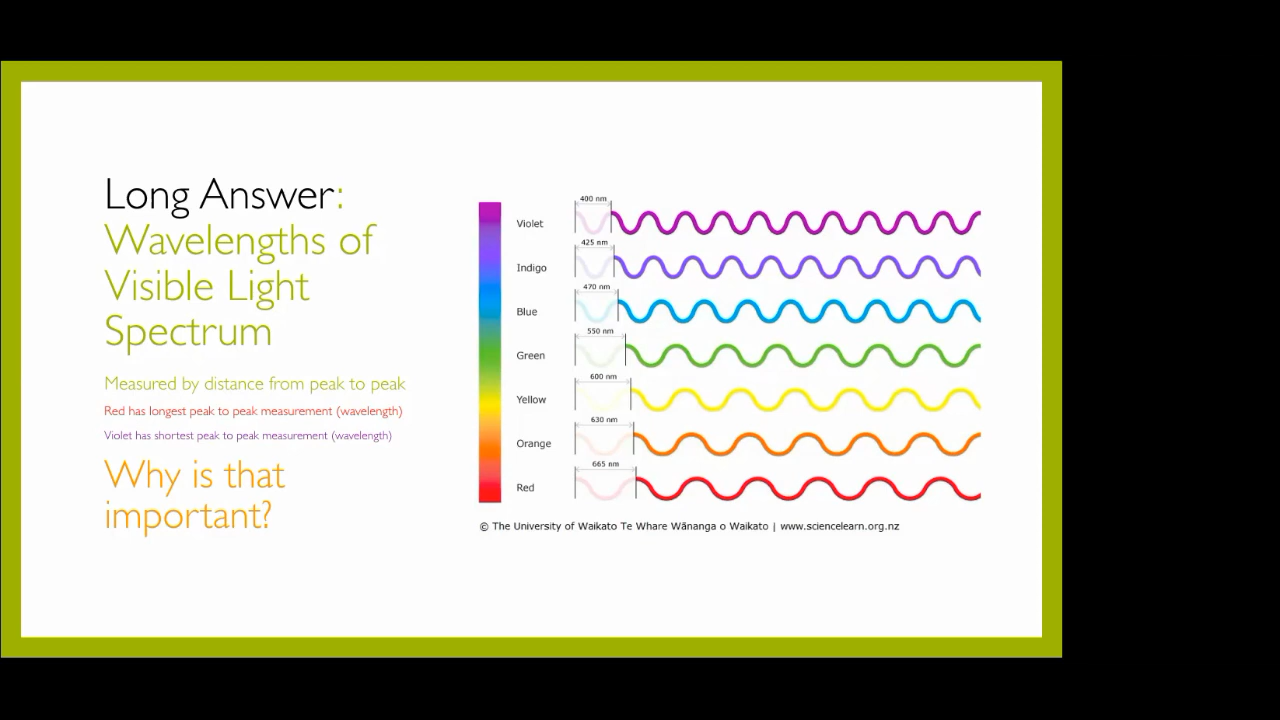 Long Answer:
Wavelengths of
Visible Light
Spectrum
Measured by distance from peak to peak
Red has longest peak to peak measurement (wavelength)
Violet has shortest peak to peak measurement (wavelength)
Why is that
important?
400 nm
Violet
425 nm
Indigo
470 nm
Blue
550 nm
Green
600 nm
Yellow
630 nm
Orange
665 nm
Red
© The University of Waikato Te Whare Wānanga o Waikato | www.sciencelearn.org.nz